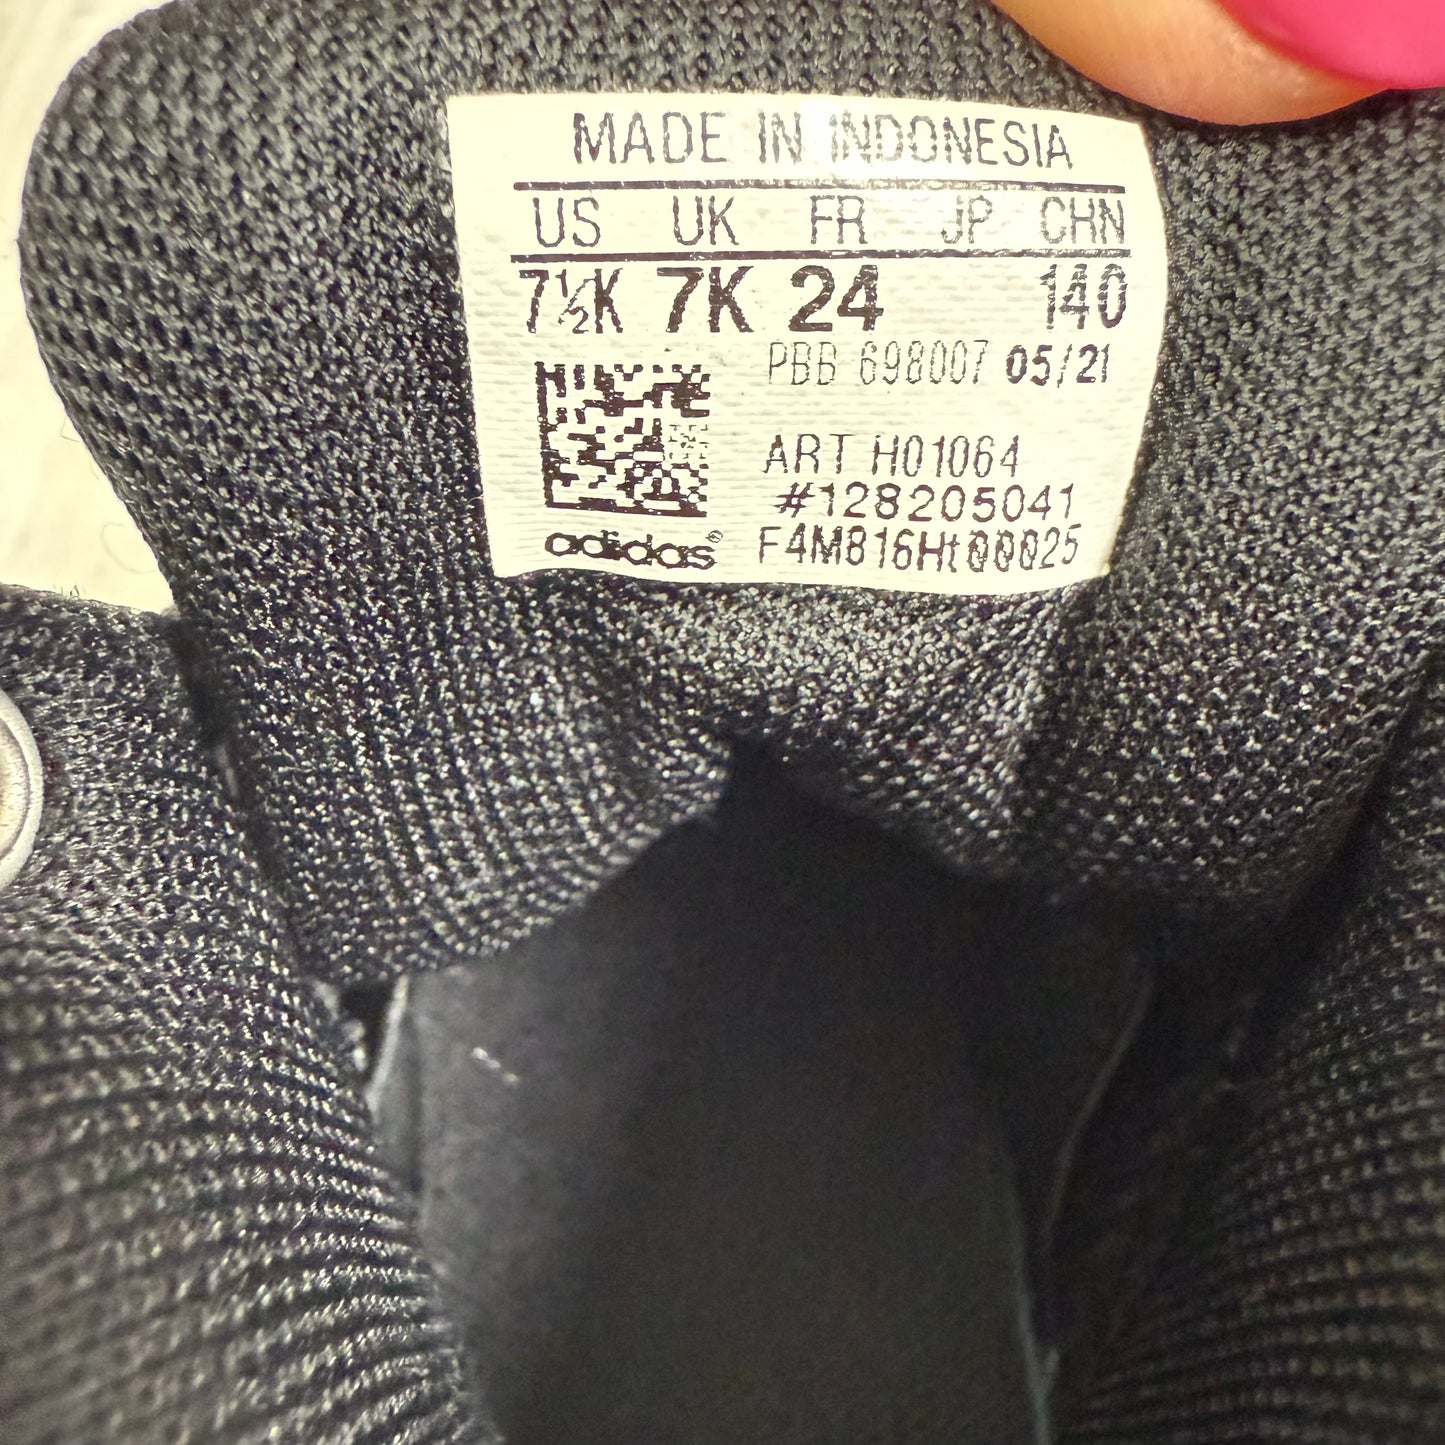 MADE IN INDONESIA
US UK FR JP CHN
7½K 7K 24 140
PBB 698007 05/21
ART H01064
#128205041
adidas® F4M816Ht00025